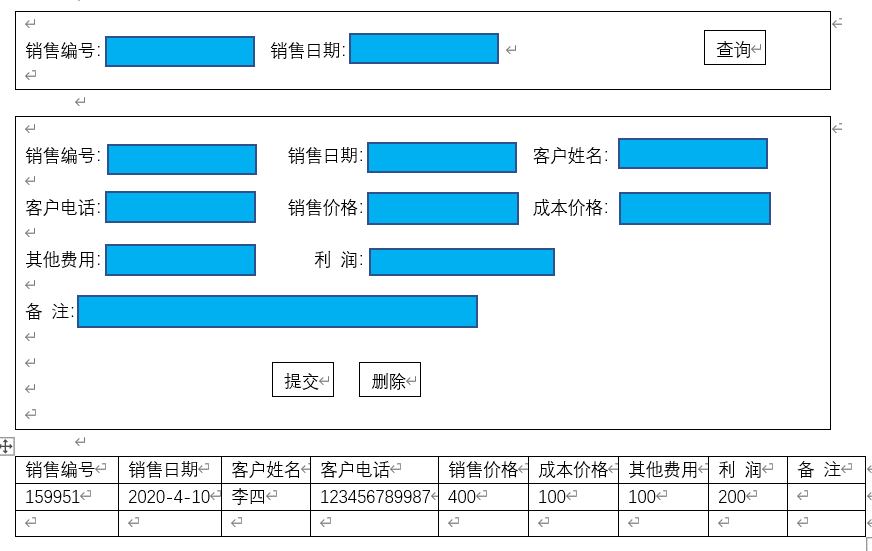 销售编号: 销售日期: 查询
销售编号: 销售日期: 客户姓名:
客户电话: 销售价格: 成本价格:
其他费用: 利 润:
备 注:
提交 删除
销售编号 销售日期 客户姓名 客户电话 销售价格 成本价格 其他费用 利 润 备 注
159951 2020-4-10 李四 123456789987 400 100 100 200